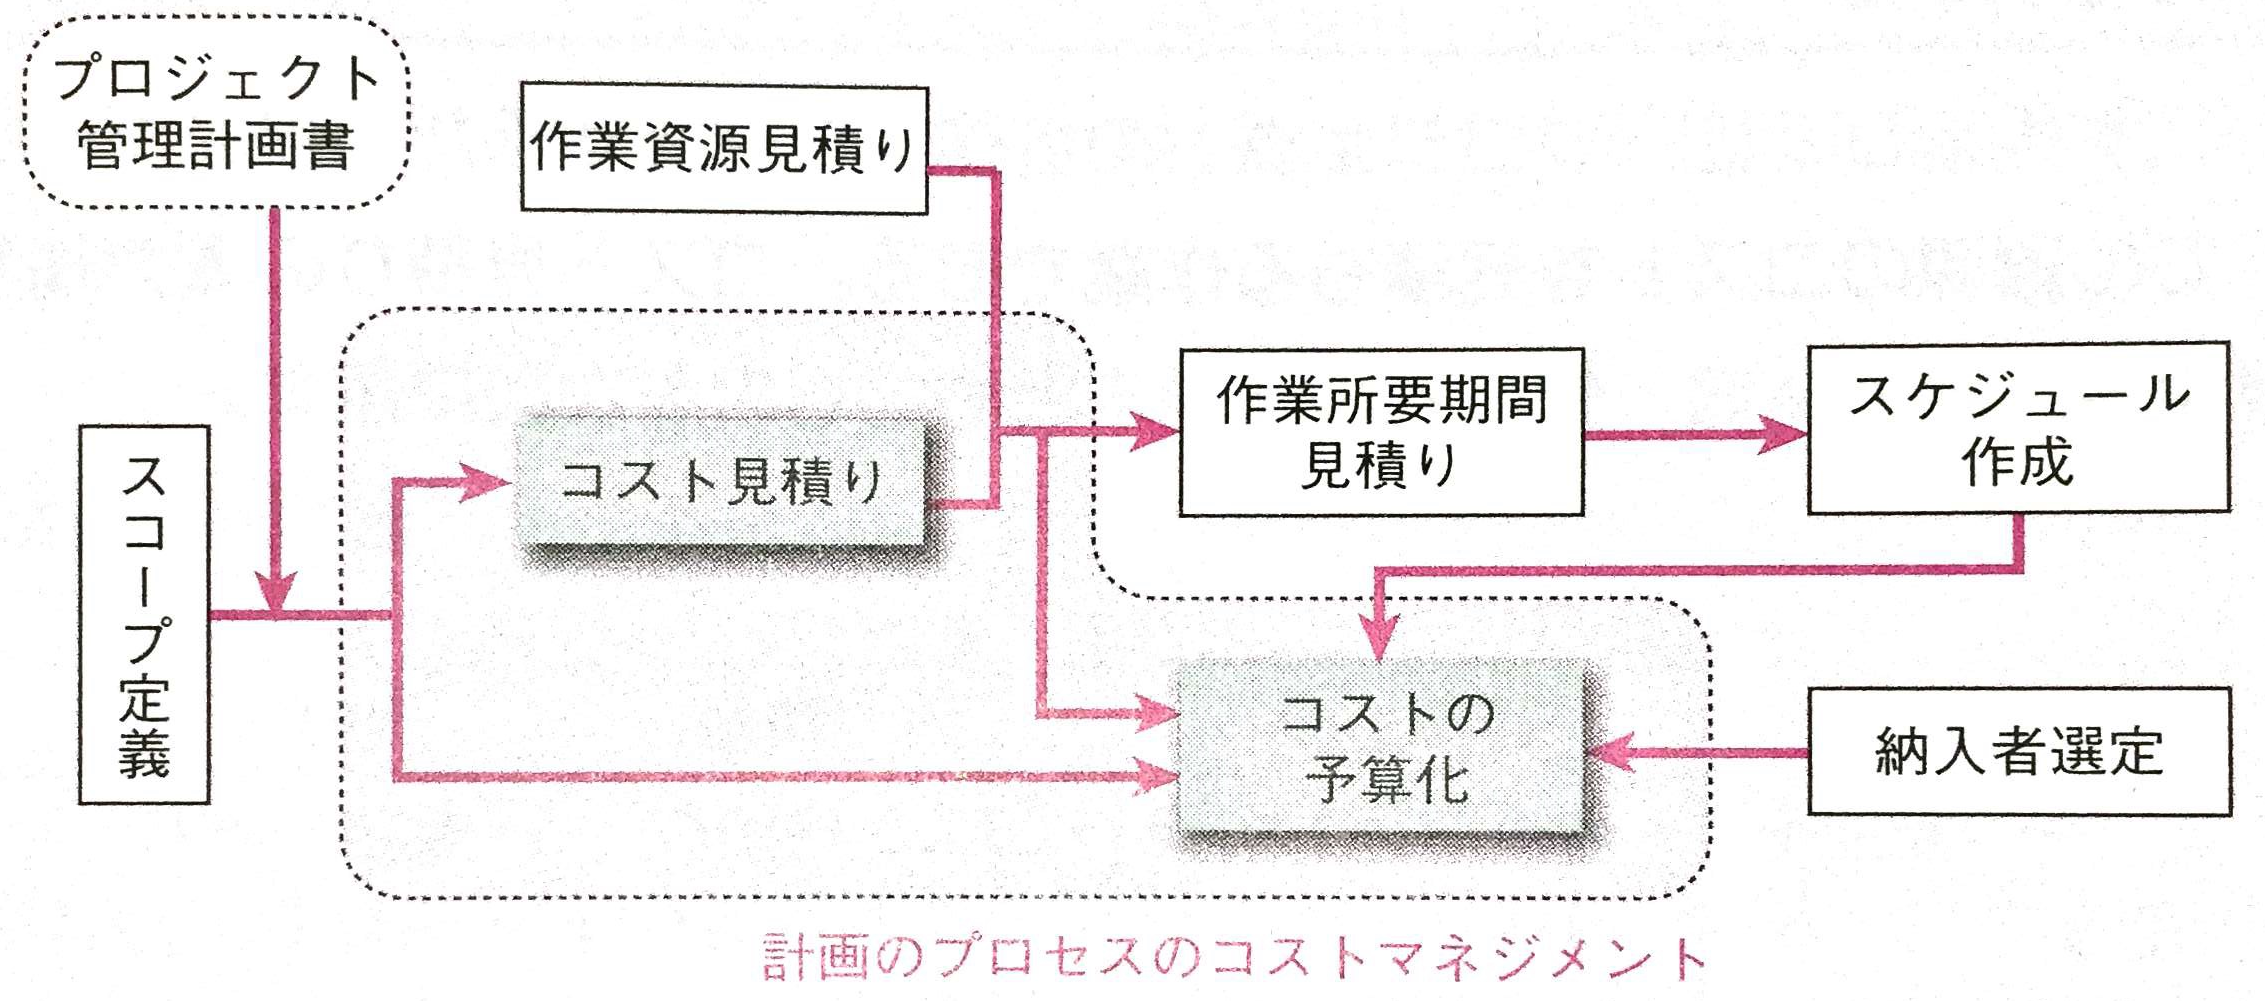 プロジェクト
管理計画書
作業資源見積り
スコープ定義
コスト見積り
作業所要期間
見積り
スケジュール
作成
コストの
予算化
納入者選定
計画のプロセスのコストマネジメント